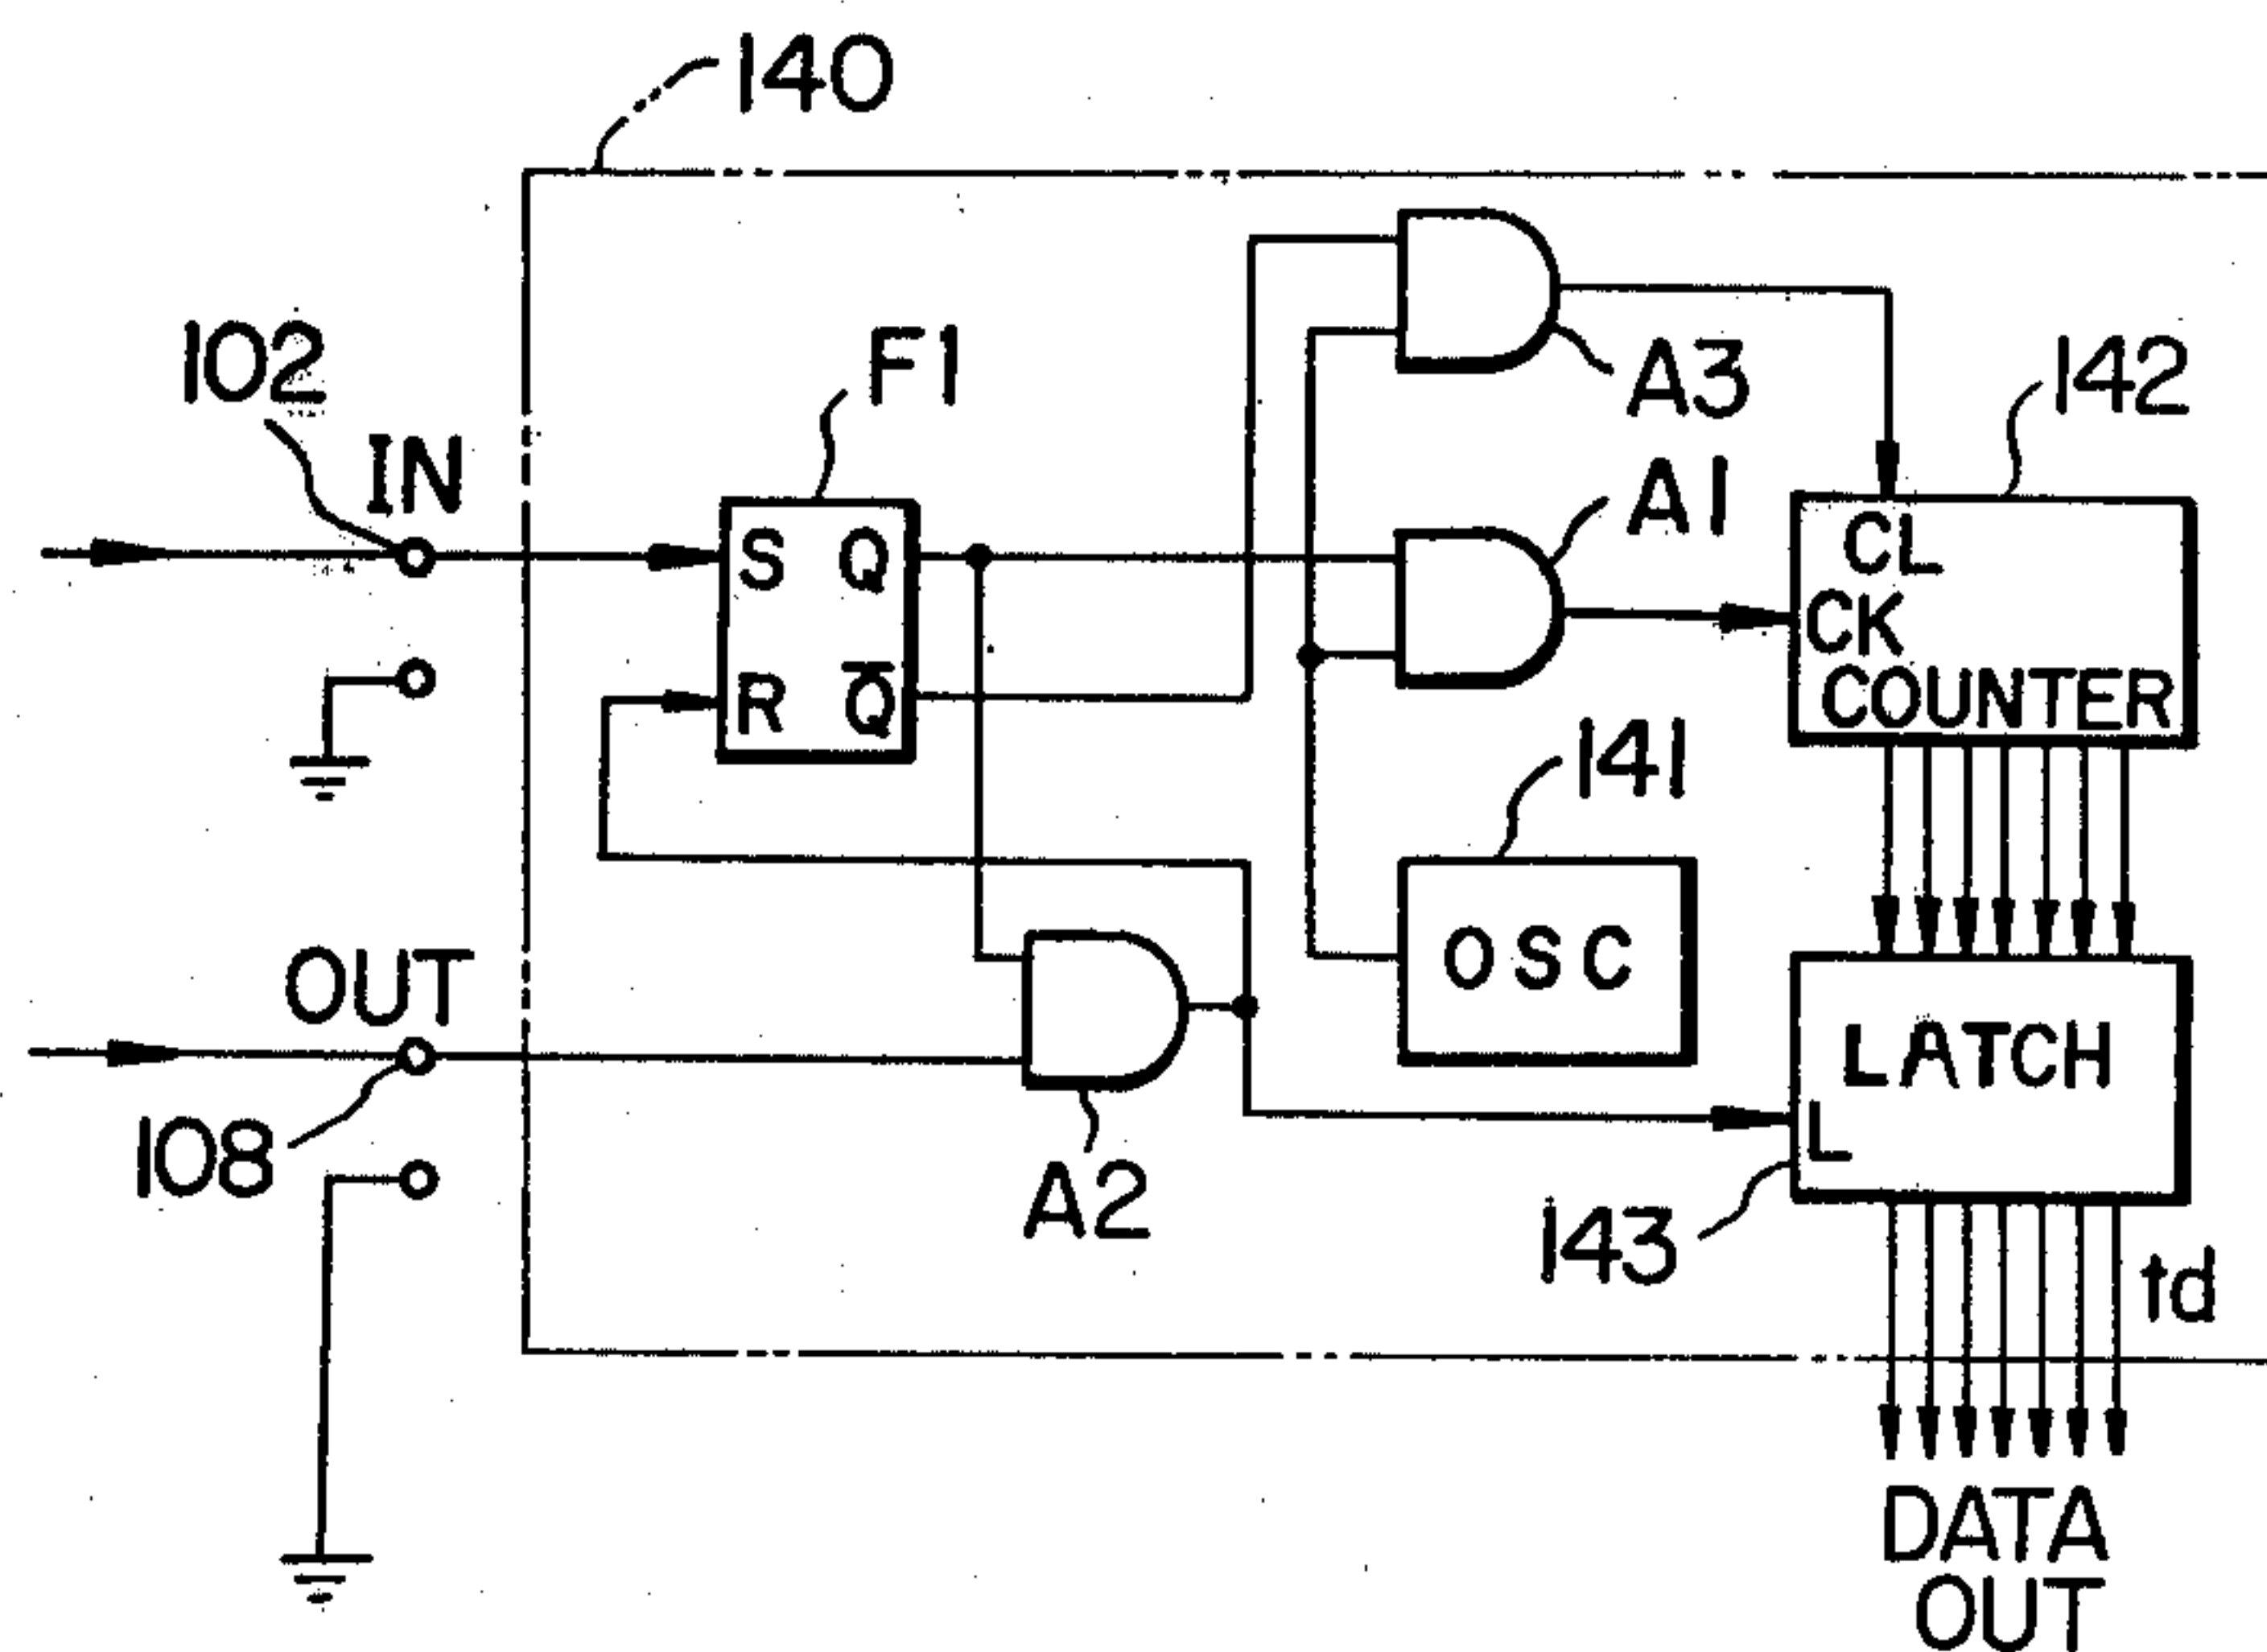 140
102
IN
F1
A3
142
A1
S Q
R Q̅
CL
CK
COUNTER
141
OSC
OUT
108
A2
LATCH
L
143
td
DATA
OUT